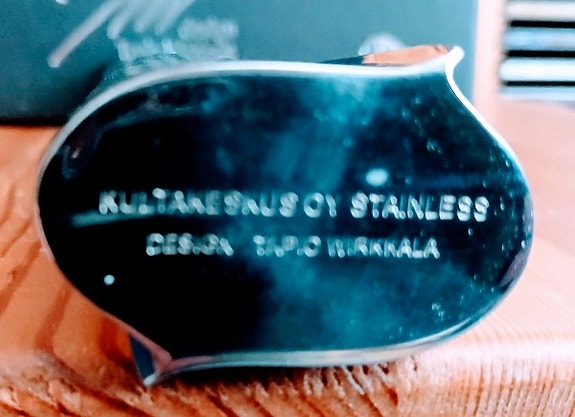 KULTAKESKUS OY STAINLESS
DESIGN TAPIO WIRKKALA